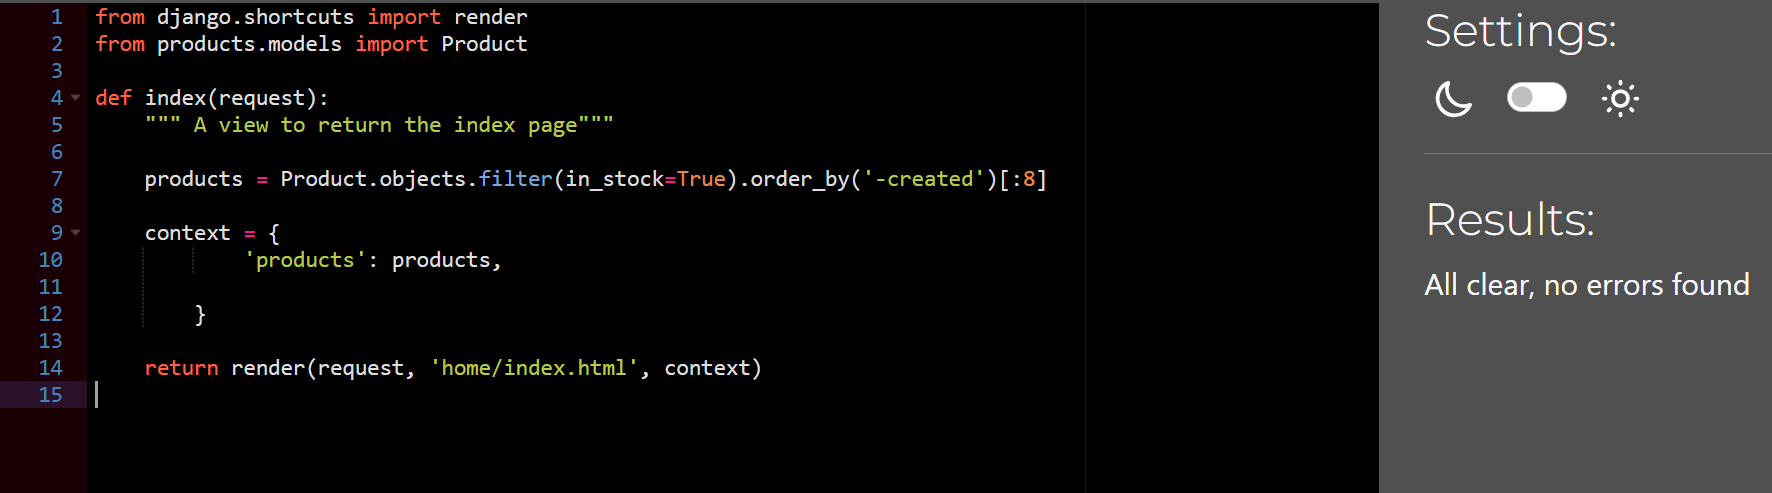 1 from django.shortcuts import render
2 from products.models import Product
3
4 def index(request):
5     """ A view to return the index page"""
6
7     products = Product.objects.filter(in_stock=True).order_by('-created')[:8]
8
9     context = {
10             'products': products,
11
12         }
13
14     return render(request, 'home/index.html', context)
15
Settings:
Results:
All clear, no errors found